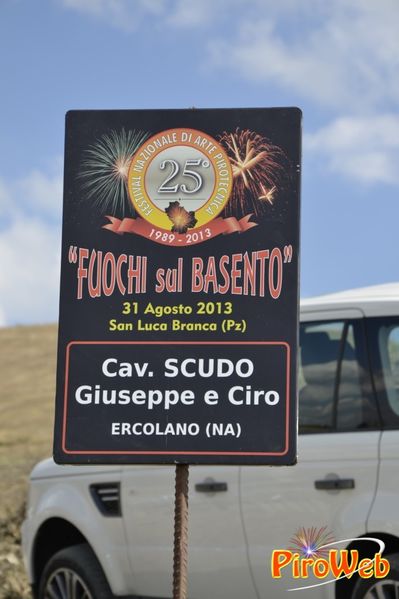 PiroWeb
FESTIVAL NAZIONALE DI ARTE PIROTECNICA
25°
1989 - 2013
"FUOCHI sul BASENTO"
31 Agosto 2013
San Luca Branca (Pz)
Cav. SCUDO
Giuseppe e Ciro
ERCOLANO (NA)
PiroWeb